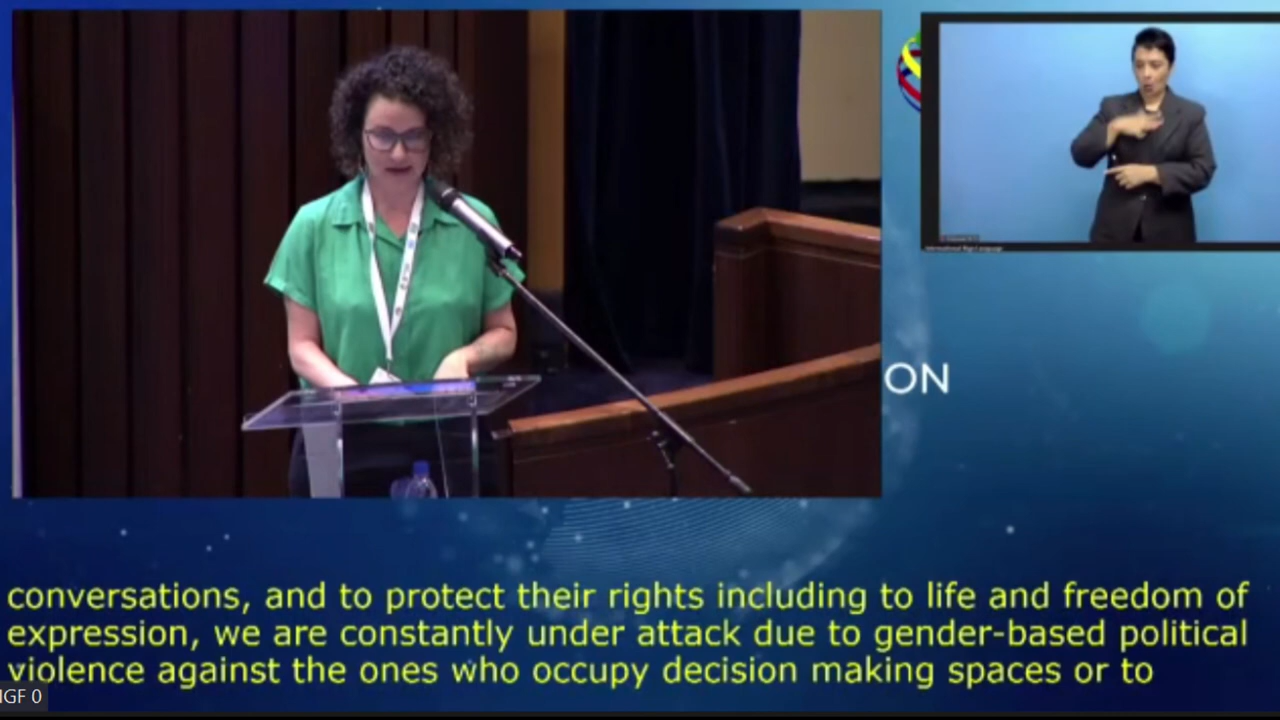 ON
conversations, and to protect their rights including to life and freedom of
expression, we are constantly under attack due to gender-based political
violence against the ones who occupy decision making spaces or to
IGF 0